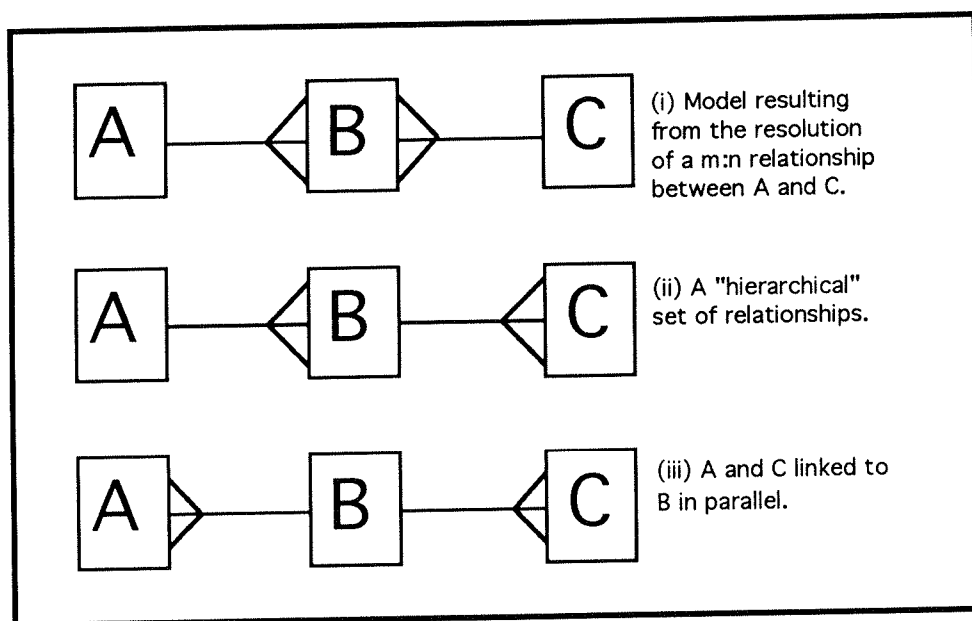 A B C
(i) Model resulting
from the resolution
of a m:n relationship
between A and C.
A B C
(ii) A "hierarchical"
set of relationships.
A B C
(iii) A and C linked to
B in parallel.